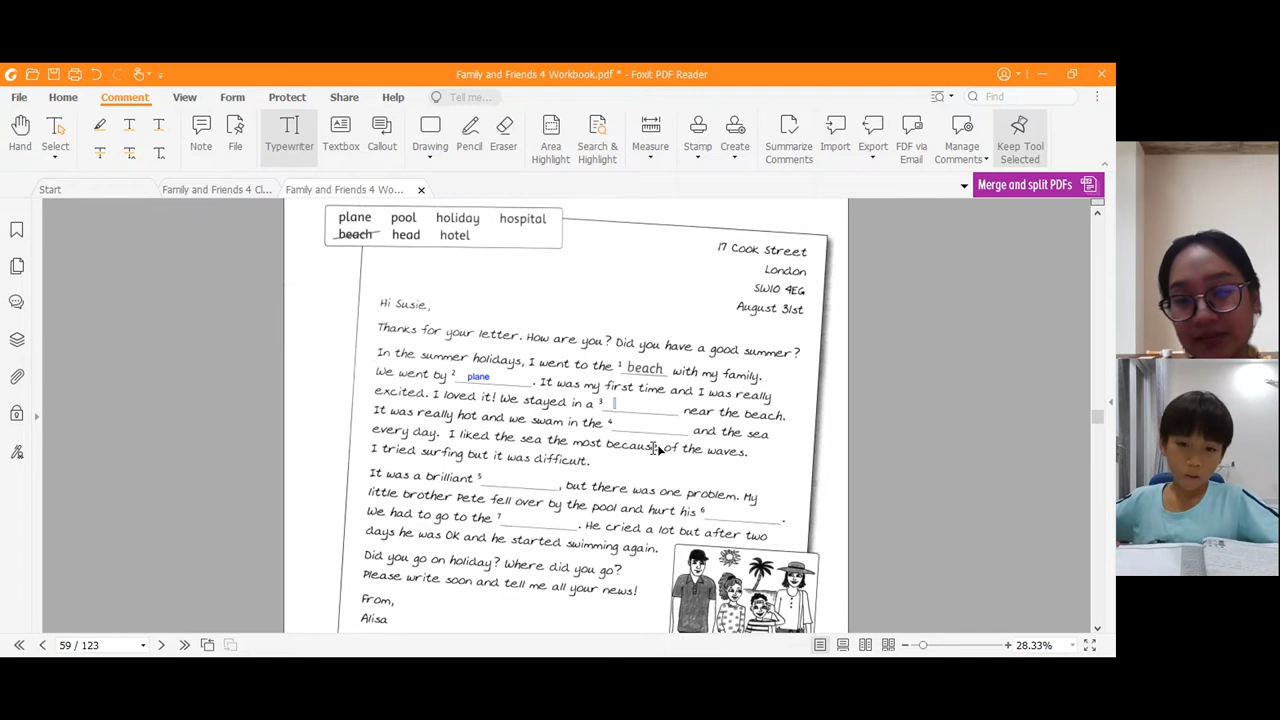 Family and Friends 4 Workbook.pdf * - Foxit PDF Reader
File Home Comment View Form Protect Share Help Tell me... Find
Hand Select Note File Typewriter Textbox Callout Drawing Pencil Eraser Area Highlight Search & Highlight Measure Stamp Create Summarize Comments Import Export FDF via Email Manage Comments Keep Tool Selected
Start Family and Friends 4 Cl... Family and Friends 4 Wo... Merge and split PDFs
plane pool holiday hospital
beach head hotel
17 Cook Street
London
SW10 4EG
August 31st
Hi Susie,
Thanks for your letter. How are you? Did you have a good summer?
In the summer holidays, I went to the 1 beach with my family.
We went by 2 plane . It was my first time and I was really
excited. I loved it! We stayed in a 3 near the beach.
It was really hot and we swam in the 4 and the sea
every day. I liked the sea the most because of the waves.
I tried surfing but it was difficult.
It was a brilliant 5 , but there was one problem. My
little brother Pete fell over by the pool and hurt his 6 .
We had to go to the 7 . He cried a lot but after two
days he was OK and he started swimming again.
Did you go on holiday? Where did you go?
Please write soon and tell me all your news!
From,
Alisa
59 / 123 28.33%